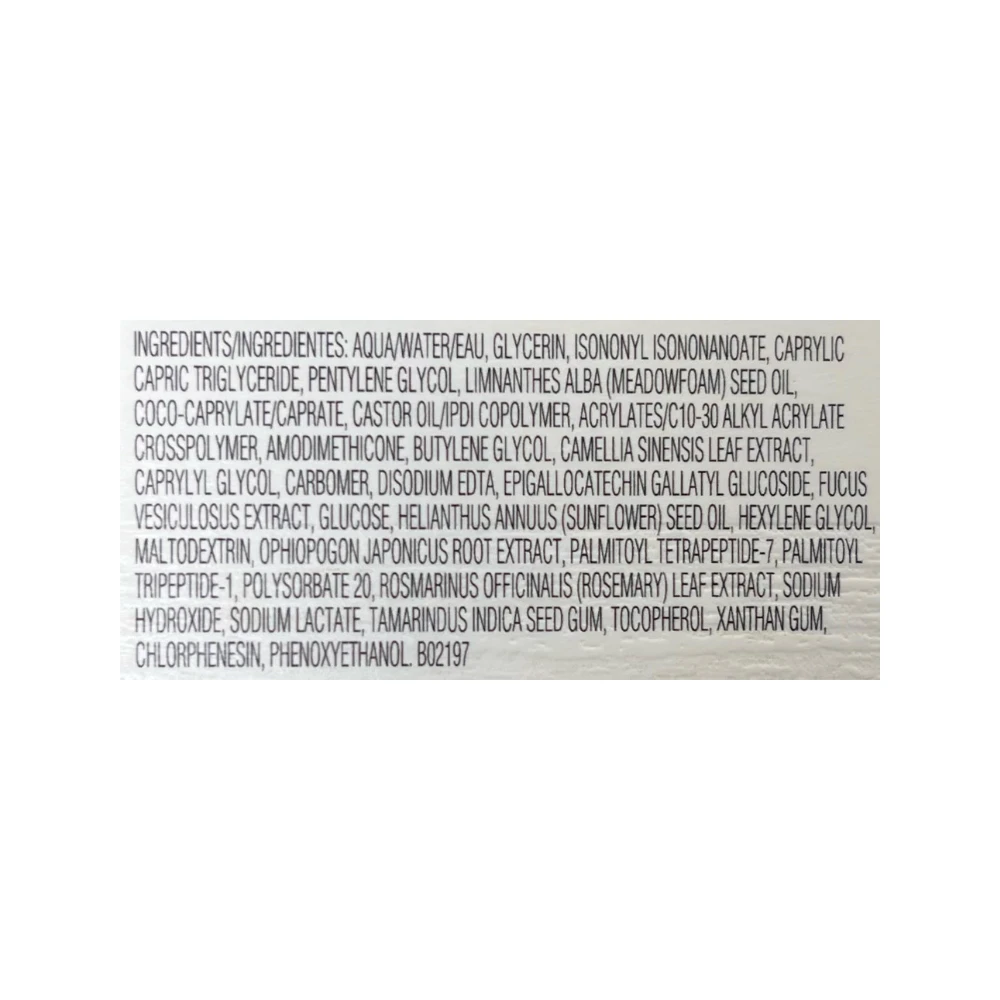 INGREDIENTS/INGREDIENTES: AQUA/WATER/EAU, GLYCERIN, ISONONYL ISONONANOATE, CAPRYLIC
CAPRIC TRIGLYCERIDE, PENTYLENE GLYCOL, LIMNANTHES ALBA (MEADOWFOAM) SEED OIL,
COCO-CAPRYLATE/CAPRATE, CASTOR OIL/IPDI COPOLYMER, ACRYLATES/C10-30 ALKYL ACRYLATE
CROSSPOLYMER, AMODIMETHICONE, BUTYLENE GLYCOL, CAMELLIA SINENSIS LEAF EXTRACT,
CAPRYLYL GLYCOL, CARBOMER, DISODIUM EDTA, EPIGALLOCATECHIN GALLATYL GLUCOSIDE, FUCUS
VESICULOSUS EXTRACT, GLUCOSE, HELIANTHUS ANNUUS (SUNFLOWER) SEED OIL, HEXYLENE GLYCOL,
MALTODEXTRIN, OPHIOPOGON JAPONICUS ROOT EXTRACT, PALMITOYL TETRAPEPTIDE-7, PALMITOYL
TRIPEPTIDE-1, POLYSORBATE 20, ROSMARINUS OFFICINALIS (ROSEMARY) LEAF EXTRACT, SODIUM
HYDROXIDE, SODIUM LACTATE, TAMARINDUS INDICA SEED GUM, TOCOPHEROL, XANTHAN GUM,
CHLORPHENESIN, PHENOXYETHANOL. B02197